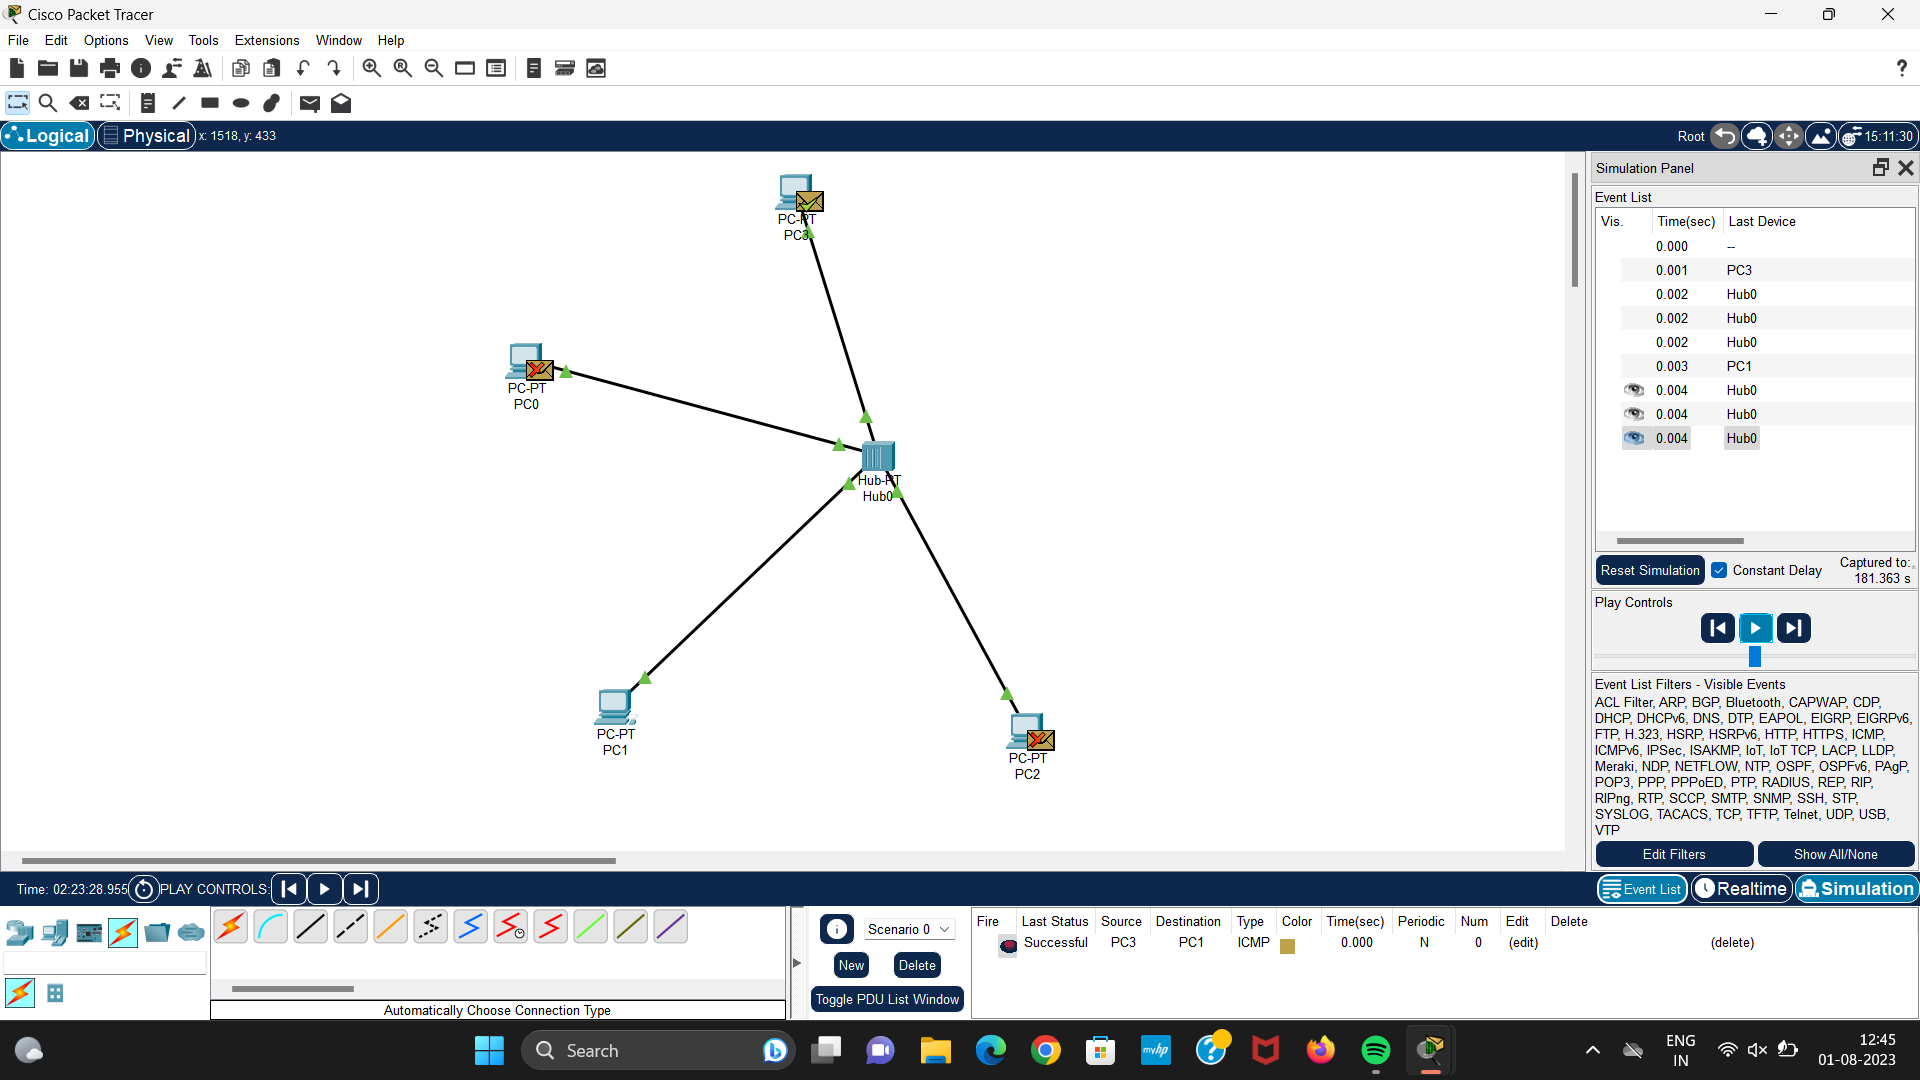 Cisco Packet Tracer
File Edit Options View Tools Extensions Window Help
?
Logical Physical x: 1518, y: 433 Root 15:11:30
PC-PT
PC3
PC-PT
PC0
Hub-PT
Hub0
PC-PT
PC1
PC-PT
PC2
Simulation Panel
Event List
Vis. Time(sec) Last Device
0.000 --
0.001 PC3
0.002 Hub0
0.002 Hub0
0.002 Hub0
0.003 PC1
0.004 Hub0
0.004 Hub0
0.004 Hub0
Reset Simulation Constant Delay Captured to:
181.363 s
Play Controls
Event List Filters - Visible Events
ACL Filter, ARP, BGP, Bluetooth, CAPWAP, CDP,
DHCP, DHCPv6, DNS, DTP, EAPOL, EIGRP, EIGRPv6,
FTP, H.323, HSRP, HSRPv6, HTTP, HTTPS, ICMP,
ICMPv6, IPSec, ISAKMP, IoT, IoT TCP, LACP, LLDP,
Meraki, NDP, NETFLOW, NTP, OSPF, OSPFv6, PAgP,
POP3, PPP, PPPoED, PTP, RADIUS, REP, RIP,
RIPng, RTP, SCCP, SMTP, SNMP, SSH, STP,
SYSLOG, TACACS, TCP, TFTP, Telnet, UDP, USB,
VTP
Edit Filters Show All/None
Time: 02:23:28.955 PLAY CONTROLS: Event List Realtime Simulation
Automatically Choose Connection Type
Scenario 0
New Delete
Toggle PDU List Window
Fire Last Status Source Destination Type Color Time(sec) Periodic Num Edit Delete
Successful PC3 PC1 ICMP 0.000 N 0 (edit) (delete)
Search
myhp
ENG
IN
12:45
01-08-2023